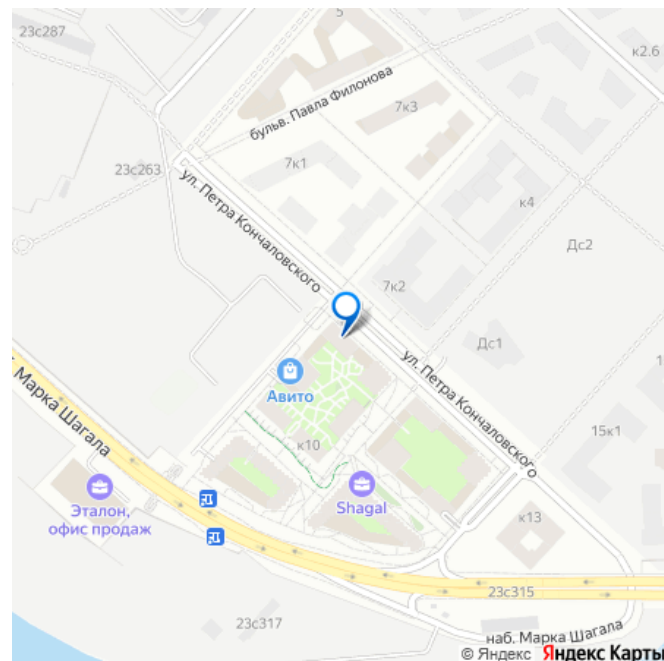 23с287
5
к2.6
бульв. Павла Филонова
7к3
23с263
7к1
ул. Петра Кончаловского
к4
Дс2
7к2
Дс1
ул. Петра Кончаловского
Авито
Марка Шагала
к10
15к1
Эталон,
офис продаж
Shagal
к13
23с315
23с317
наб. Марка Шагала
© Яндекс Яндекс Карты